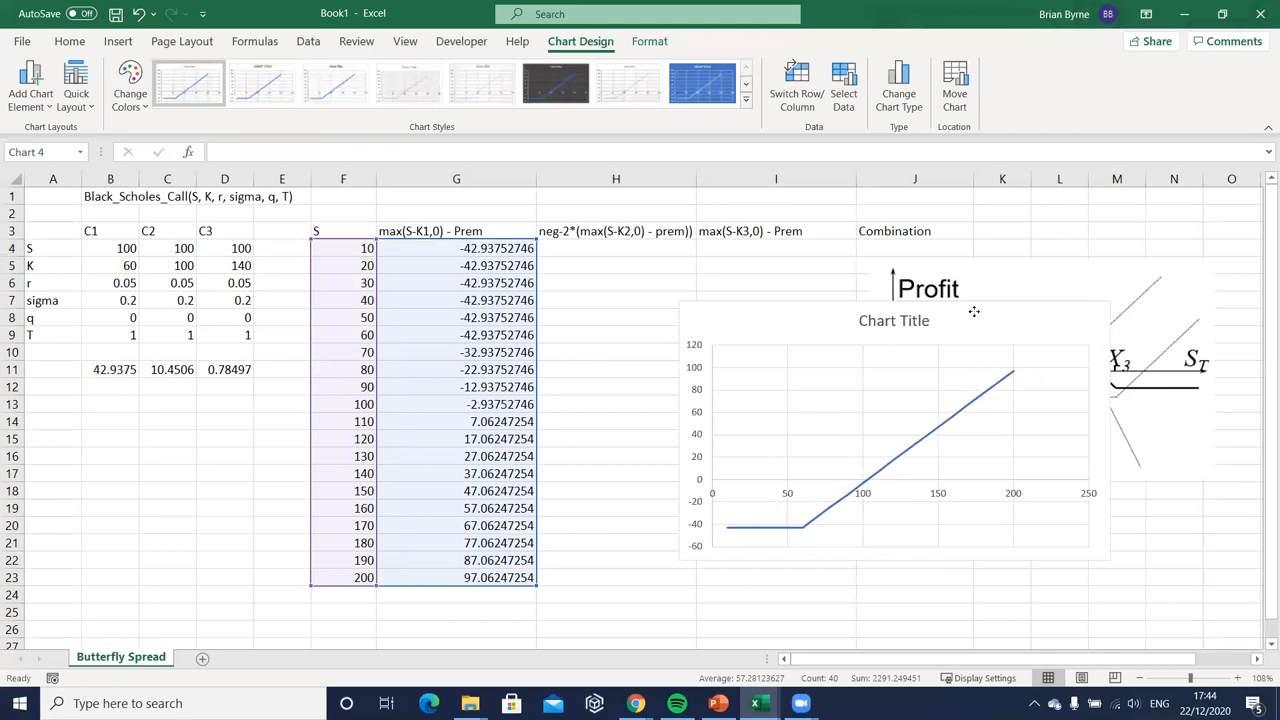 AutoSave Off Book1 - Excel Search Brian Byrne BB
File Home Insert Page Layout Formulas Data Review View Developer Help Chart Design Format Share Comments
Add Chart Element Quick Layout Change Colors Switch Row/ Column Select Data Change Chart Type Move Chart
Chart Layouts Chart Styles Data Type Location
Chart 4 fx
A B C D E F G H I J K L M N O
1 Black_Scholes_Call(S, K, r, sigma, q, T)
2
3 C1 C2 C3 S max(S-K1,0) - Prem neg-2*(max(S-K2,0) - prem)) max(S-K3,0) - Prem Combination
4 S 100 100 100 10 -42.93752746
5 K 60 100 140 20 -42.93752746
6 r 0.05 0.05 0.05 30 -42.93752746
7 sigma 0.2 0.2 0.2 40 -42.93752746
8 q 0 0 0 50 -42.93752746
9 T 1 1 1 60 -42.93752746
10 70 -32.93752746
11 42.9375 10.4506 0.78497 80 -22.93752746
12 90 -12.93752746
13 100 -2.93752746
14 110 7.06247254
15 120 17.06247254
16 130 27.06247254
17 140 37.06247254
18 150 47.06247254
19 160 57.06247254
20 170 67.06247254
21 180 77.06247254
22 190 87.06247254
23 200 97.06247254
24
25
26
27
Profit
X3 ST
Chart Title
120
100
80
60
40
20
0
-20
-40
-60
0 50 100 150 200 250
Butterfly Spread
Ready Average: 57.28123627 Count: 40 Sum: 2291.249451 Display Settings 108%
Type here to search 17:44
22/12/2020 5